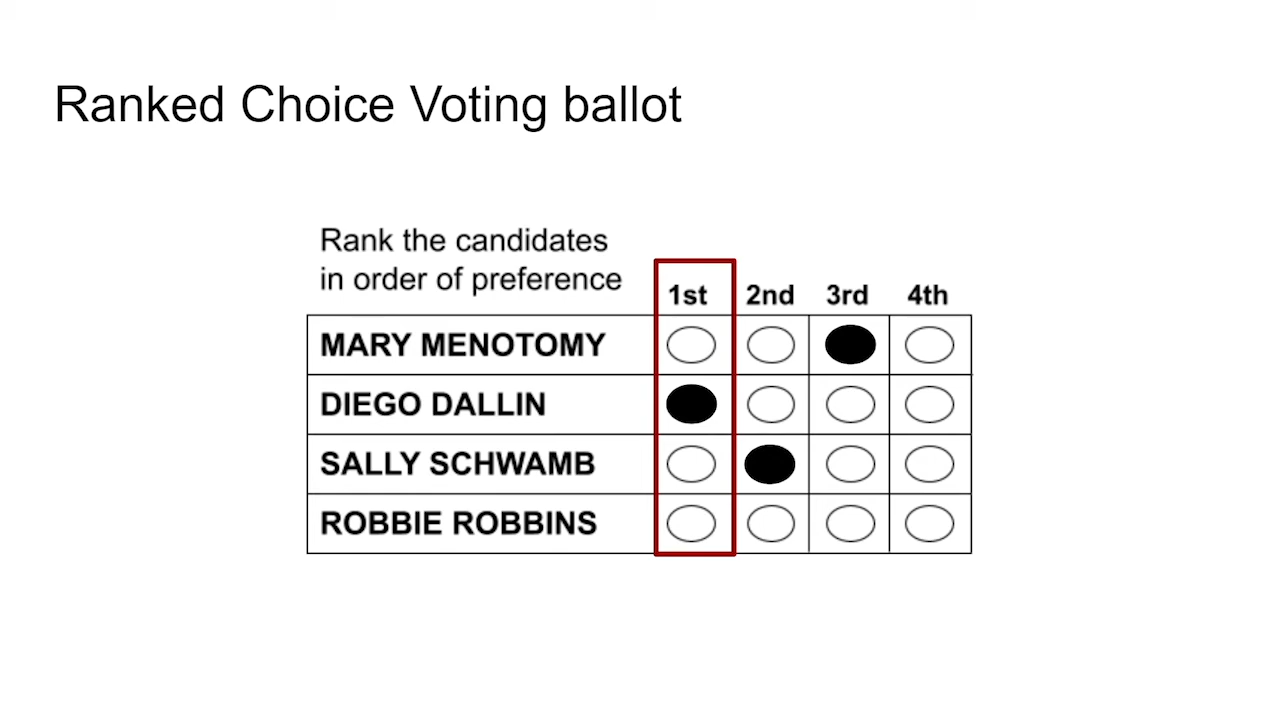 Ranked Choice Voting ballot
Rank the candidates
in order of preference
1st 2nd 3rd 4th
MARY MENOTOMY
DIEGO DALLIN
SALLY SCHWAMB
ROBBIE ROBBINS